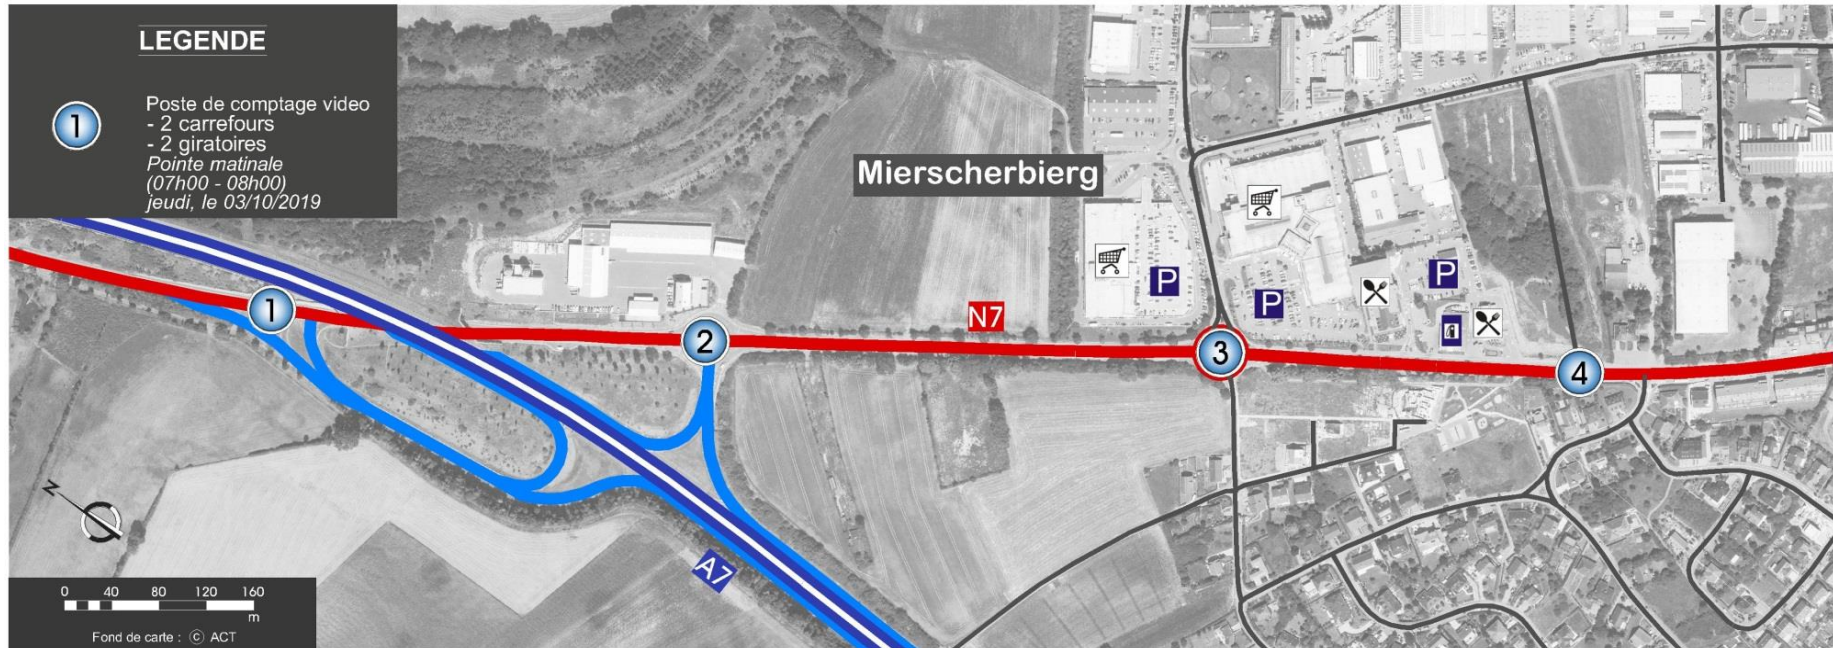 LEGENDE
1
Poste de comptage video
- 2 carrefours
- 2 giratoires
Pointe matinale
(07h00 - 08h00)
jeudi, le 03/10/2019
Mierscherbierg
P
P
P
N7
1
2
3
4
A7
N
0 40 80 120 160
m
Fond de carte : © ACT